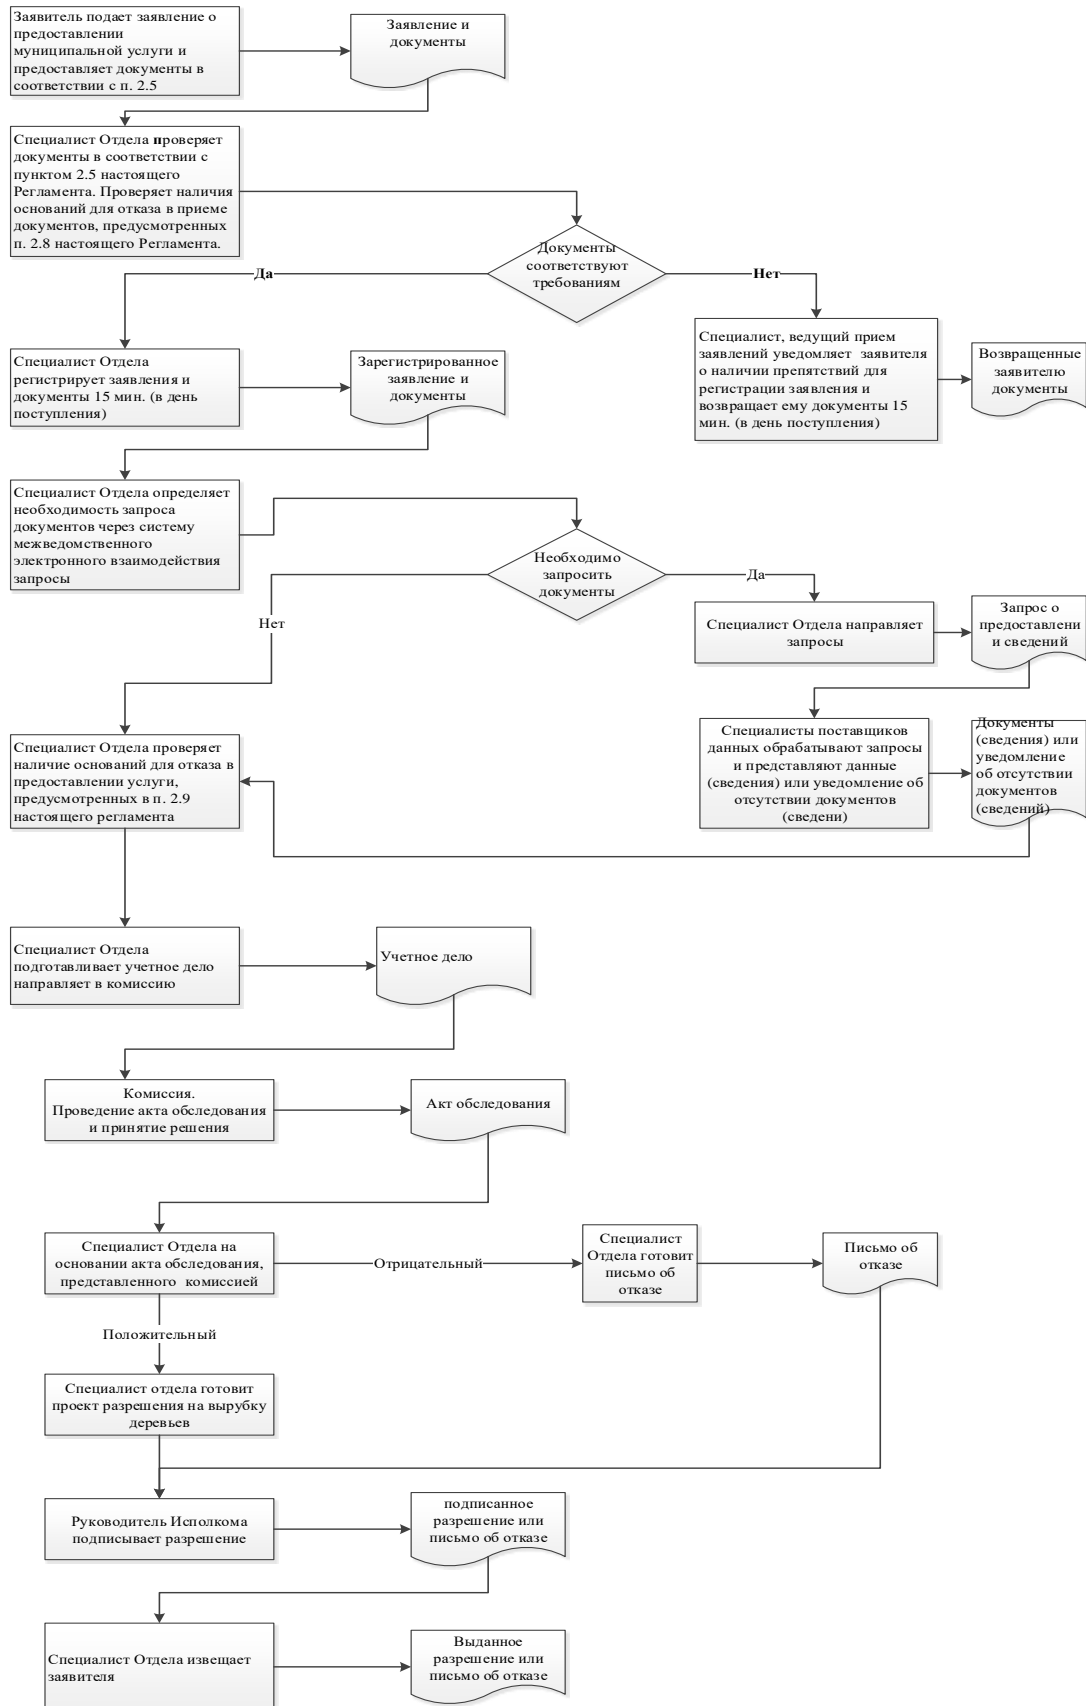 Заявитель подает заявление о
предоставлении
муниципальной услуги и
предоставляет документы в
соответствии с п. 2.5
Заявление и
документы
Специалист Отдела проверяет
документы в соответствии с
пунктом 2.5 настоящего
Регламента. Проверяет наличия
оснований для отказа в приеме
документов, предусмотренных
п. 2.8 настоящего Регламента.
Документы
соответствуют
требованиям
Да
Нет
Специалист Отдела
регистрирует заявления и
документы 15 мин. (в день
поступления)
Зарегистрированное
заявление и
документы
Специалист, ведущий прием
заявлений уведомляет заявителя
о наличии препятствий для
регистрации заявления и
возвращает ему документы 15
мин. (в день поступления)
Возвращенные
заявителю
документы
Специалист Отдела определяет
необходимость запроса
документов через систему
межведомственного
электронного взаимодействия
запросы
Необходимо
запросить
документы
Да
Нет
Специалист Отдела направляет
запросы
Запрос о
предоставлени
и сведений
Специалист Отдела проверяет
наличие оснований для отказа в
предоставлении услуги,
предусмотренных в п. 2.9
настоящего регламента
Специалисты поставщиков
данных обрабатывают запросы
и представляют данные
(сведения) или уведомление об
отсутствии документов
(сведени)
Документы
(сведения) или
уведомление
об отсутствии
документов
(сведений)
Специалист Отдела
подготавливает учетное дело
направляет в комиссию
Учетное дело
Комиссия.
Проведение акта обследования
и принятие решения
Акт обследования
Специалист Отдела на
основании акта обследования,
представленного комиссией
Отрицательный
Специалист
Отдела готовит
письмо об
отказе
Письмо об
отказе
Положительный
Специалист отдела готовит
проект разрешения на вырубку
деревьев
Руководитель Исполкома
подписывает разрешение
подписанное
разрешение или
письмо об отказе
Специалист Отдела извещает
заявителя
Выданное
разрешение или
письмо об отказе